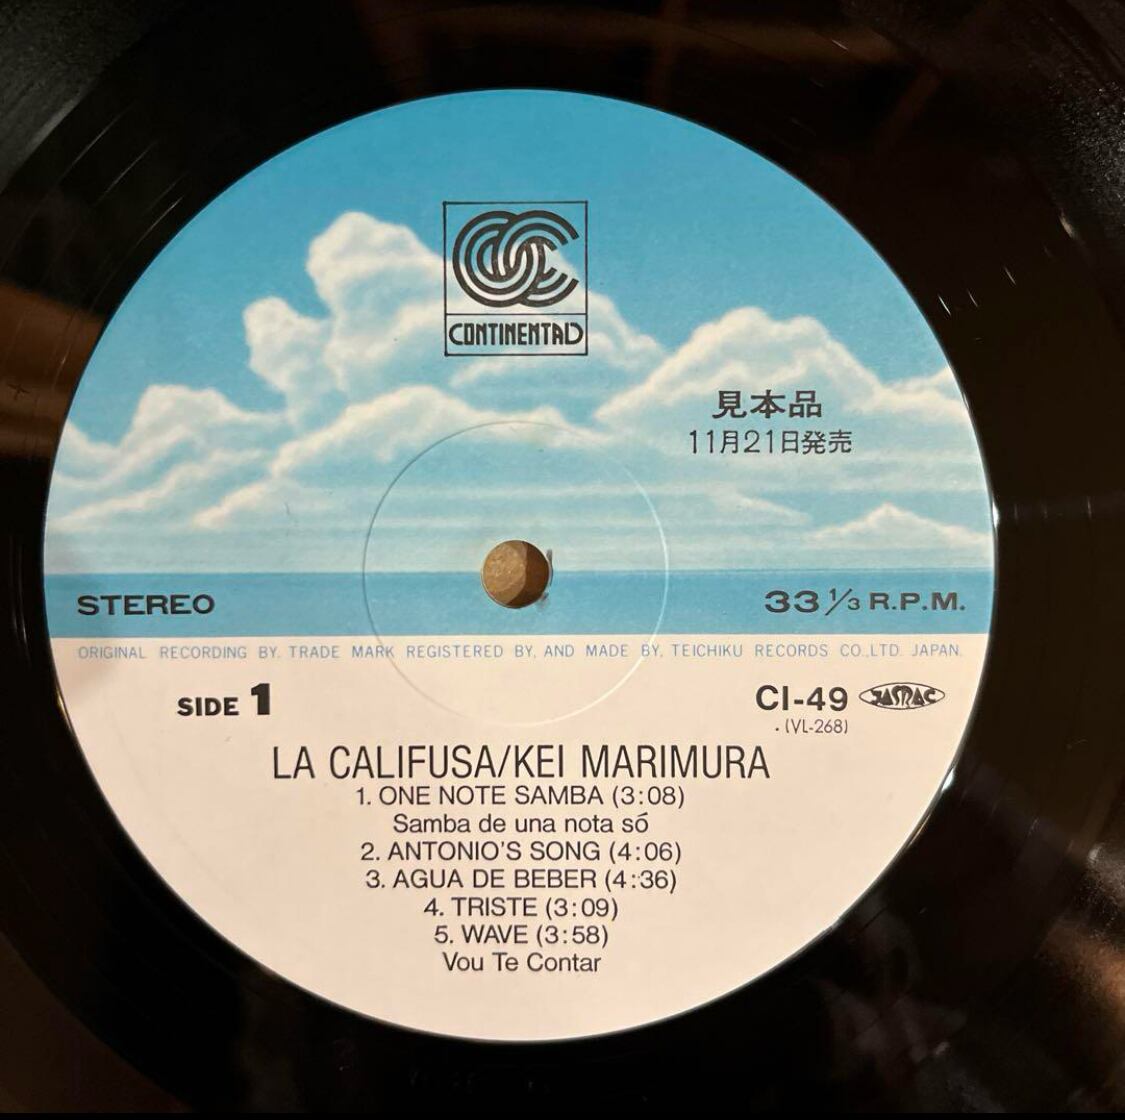 CONTINENTAL
見本品
11月21日発売
STEREO
33 1/3 R.P.M.
ORIGINAL RECORDING BY. TRADE MARK REGISTERED BY, AND MADE BY, TEICHIKU RECORDS CO.,LTD. JAPAN.
SIDE 1
CI-49 JASRAC
(VL-268)
LA CALIFUSA/KEI MARIMURA
1. ONE NOTE SAMBA (3:08)
Samba de una nota só
2. ANTONIO'S SONG (4:06)
3. AGUA DE BEBER (4:36)
4. TRISTE (3:09)
5. WAVE (3:58)
Vou Te Contar